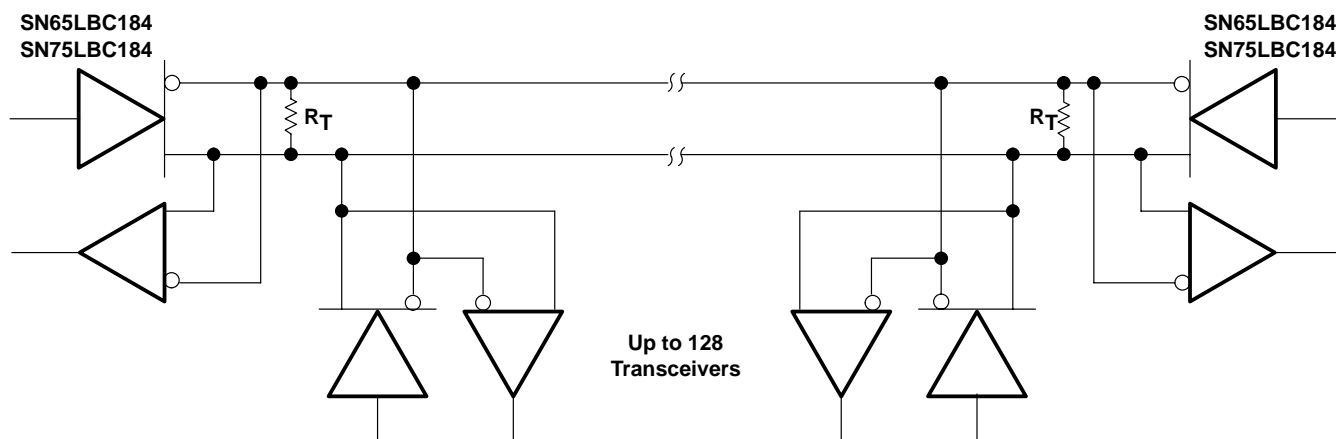 SN65LBC184
SN75LBC184
SN65LBC184
SN75LBC184
RT
RT
Up to 128
Transceivers